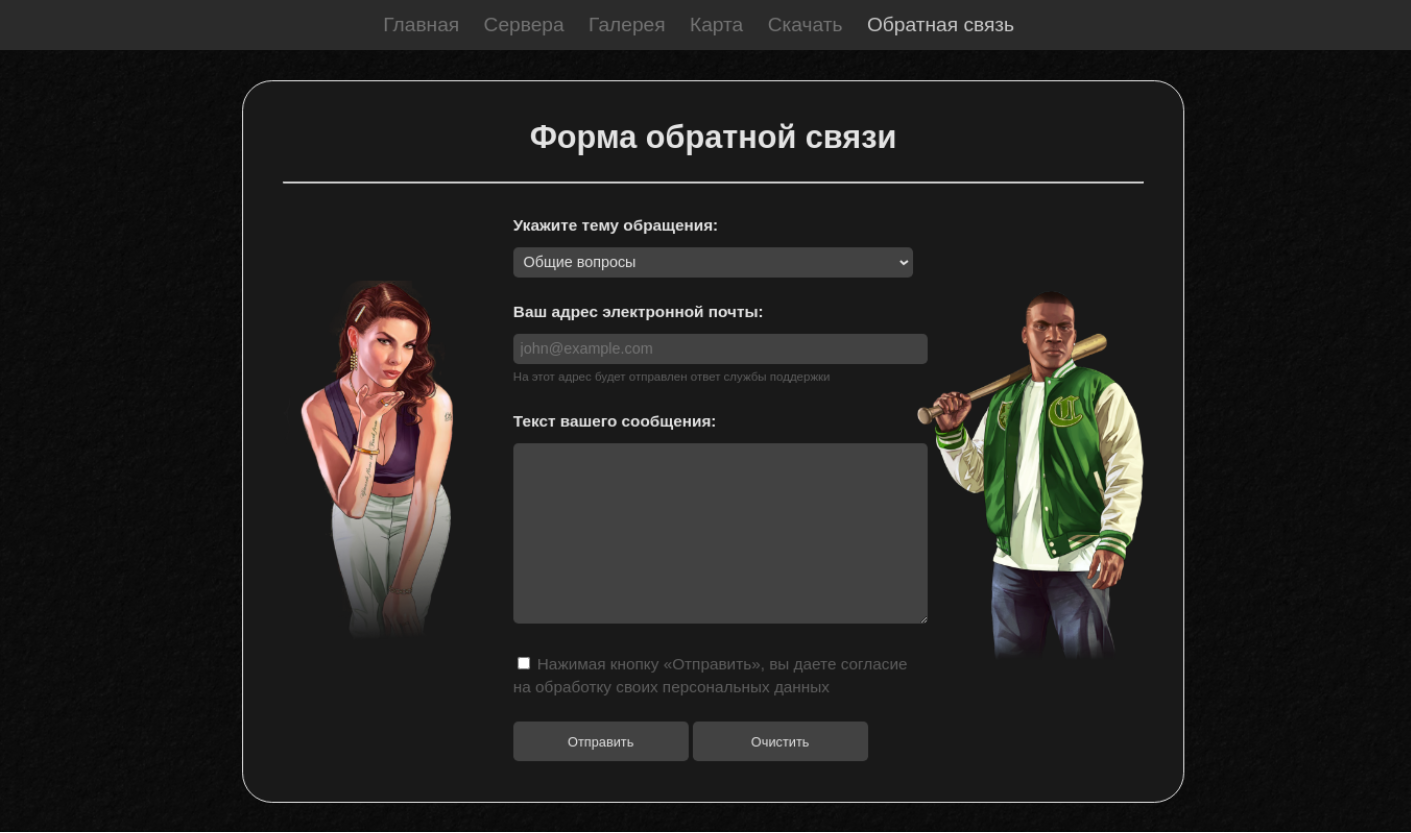 Главная Сервера Галерея Карта Скачать Обратная связь
Форма обратной связи
Укажите тему обращения:
Общие вопросы
Ваш адрес электронной почты:
john@example.com
На этот адрес будет отправлен ответ службы поддержки
Текст вашего сообщения:
Нажимая кнопку «Отправить», вы даете согласие
на обработку своих персональных данных
Отправить Очистить